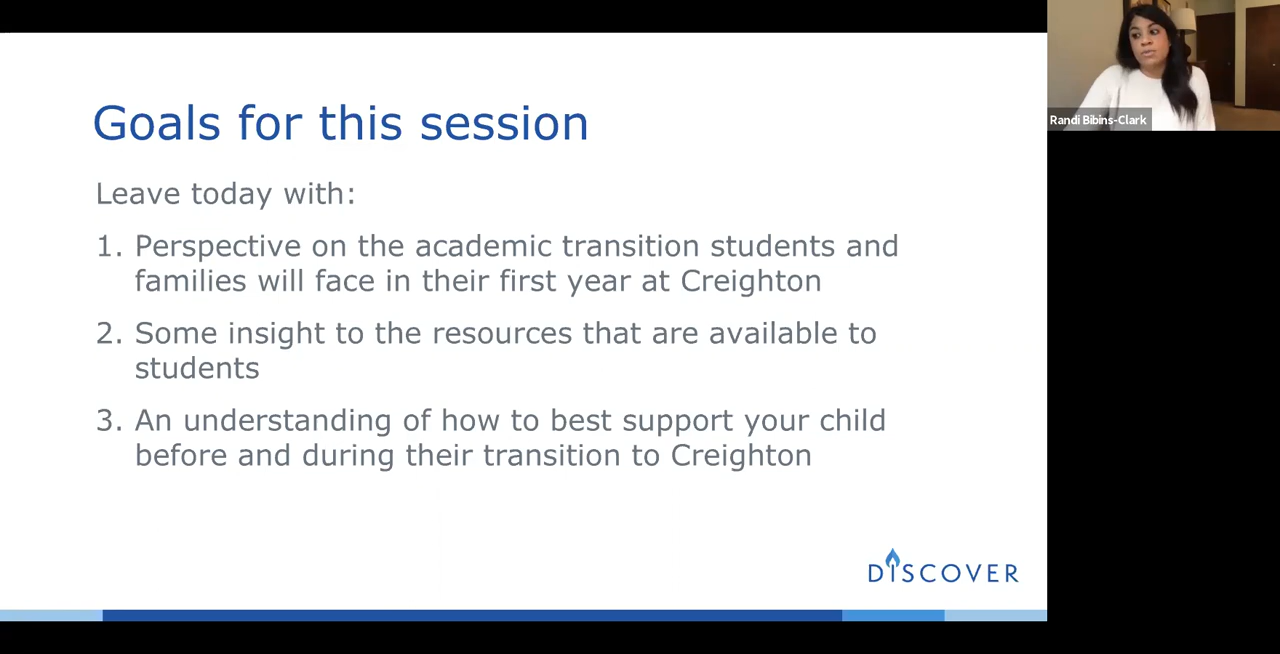 Goals for this session
Leave today with:
1. Perspective on the academic transition students and
families will face in their first year at Creighton
2. Some insight to the resources that are available to
students
3. An understanding of how to best support your child
before and during their transition to Creighton
DISCOVER
Randi Bibins-Clark